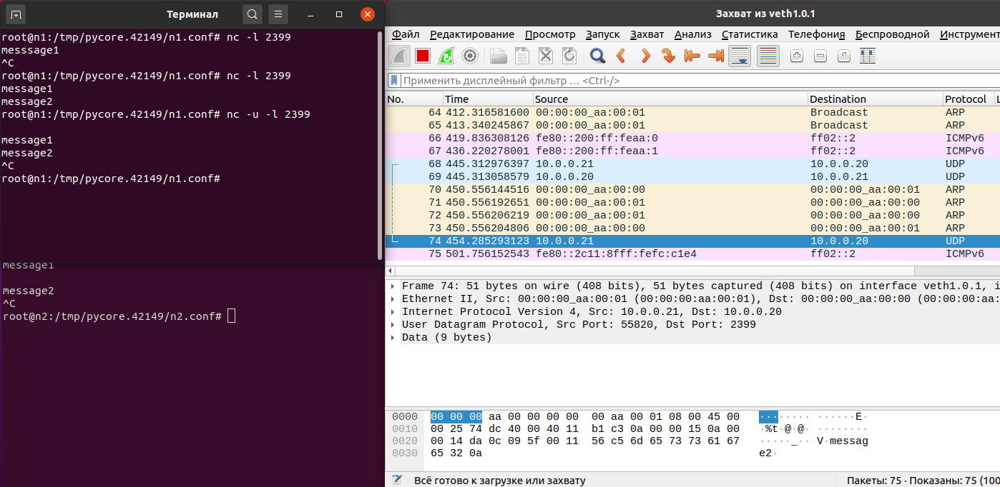 Терминал
root@n1:/tmp/pycore.42149/n1.conf# nc -l 2399
messsage1
^C
root@n1:/tmp/pycore.42149/n1.conf# nc -l 2399
message1
message2
root@n1:/tmp/pycore.42149/n1.conf# nc -u -l 2399
message1
message2
^C
root@n1:/tmp/pycore.42149/n1.conf#
message1
message2
^C
root@n2:/tmp/pycore.42149/n2.conf#
Захват из veth1.0.1
Файл Редактирование Просмотр Запуск Захват Анализ Статистика Телефония Беспроводной Инструмент
Применить дисплейный фильтр … <Ctrl-/>
No. Time Source Destination Protocol L
64 412.316581600 00:00:00_aa:00:01 Broadcast ARP
65 413.340245867 00:00:00_aa:00:01 Broadcast ARP
66 419.836308126 fe80::200:ff:feaa:0 ff02::2 ICMPv6
67 436.220278001 fe80::200:ff:feaa:1 ff02::2 ICMPv6
68 445.312976397 10.0.0.21 10.0.0.20 UDP
69 445.313058579 10.0.0.20 10.0.0.21 UDP
70 450.556144516 00:00:00_aa:00:00 00:00:00_aa:00:01 ARP
71 450.556192651 00:00:00_aa:00:01 00:00:00_aa:00:00 ARP
72 450.556206219 00:00:00_aa:00:01 00:00:00_aa:00:00 ARP
73 450.556204806 00:00:00_aa:00:00 00:00:00_aa:00:01 ARP
74 454.285293123 10.0.0.21 10.0.0.20 UDP
75 501.756152543 fe80::2c11:8fff:fefc:c1e4 ff02::2 ICMPv6
Frame 74: 51 bytes on wire (408 bits), 51 bytes captured (408 bits) on interface veth1.0.1, i
Ethernet II, Src: 00:00:00_aa:00:01 (00:00:00:aa:00:01), Dst: 00:00:00_aa:00:00 (00:00:00:aa:
Internet Protocol Version 4, Src: 10.0.0.21, Dst: 10.0.0.20
User Datagram Protocol, Src Port: 55820, Dst Port: 2399
Data (9 bytes)
0000 00 00 00 aa 00 00 00 00 00 aa 00 01 08 00 45 00 ········ ······E·
0010 00 25 74 dc 40 00 40 11 b1 c3 0a 00 00 15 0a 00 ·%t·@·@· ········
0020 00 14 da 0c 09 5f 00 11 56 c5 6d 65 73 73 61 67 ·····_·· V·messag
0030 65 32 0a e2·
Всё готово к загрузке или захвату
Пакеты: 75 · Показаны: 75 (100